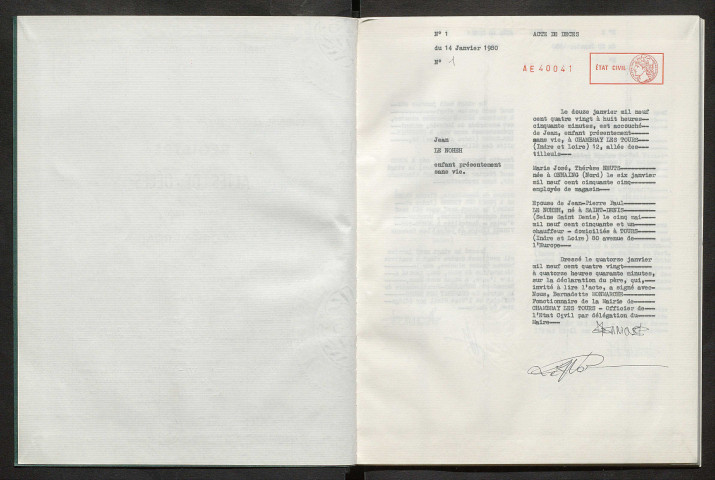 N° 1
ACTE DE DECES
du 14 Janvier 1980
N° 1
AE40041
ÉTAT CIVIL
Jean
LE
enfant présentement
sans vie.
Le douze janvier mil neuf
cent quatre vingt à huit heures--
cinquante minutes, est accouché--
de Jean, enfant présentement----
sans vie, à CHAMBRAY LES TOURS---
(Indre et Loire) 12, allée des---
tilleuls---
Marie José, Thérèse
née à ONNAING (Nord) le six janvier
mil neuf cent cinquante cinq-----
employée de magasin---
Epouse de Jean-Pierre Paul------
LE né à SAINT-DENIS------
(Seine Saint Denis) le cinq mai---
mil neuf cent cinquante et un----
chauffeur - domiciliés à TOURS----
(Indre et Loire) 60 avenue de----
l'Europe---
Dressé le quatorze janvier
mil neuf cent quatre vingt-------
à quatorze heures quarante minutes,
sur la déclaration du père, qui,---
invité à lire l'acte, a signé avec-
Nous, Bernadette
Fonctionnaire de la Mairie de----
CHAMBRAY LES TOURS - Officier de--
l'Etat Civil par délégation du----
Maire---